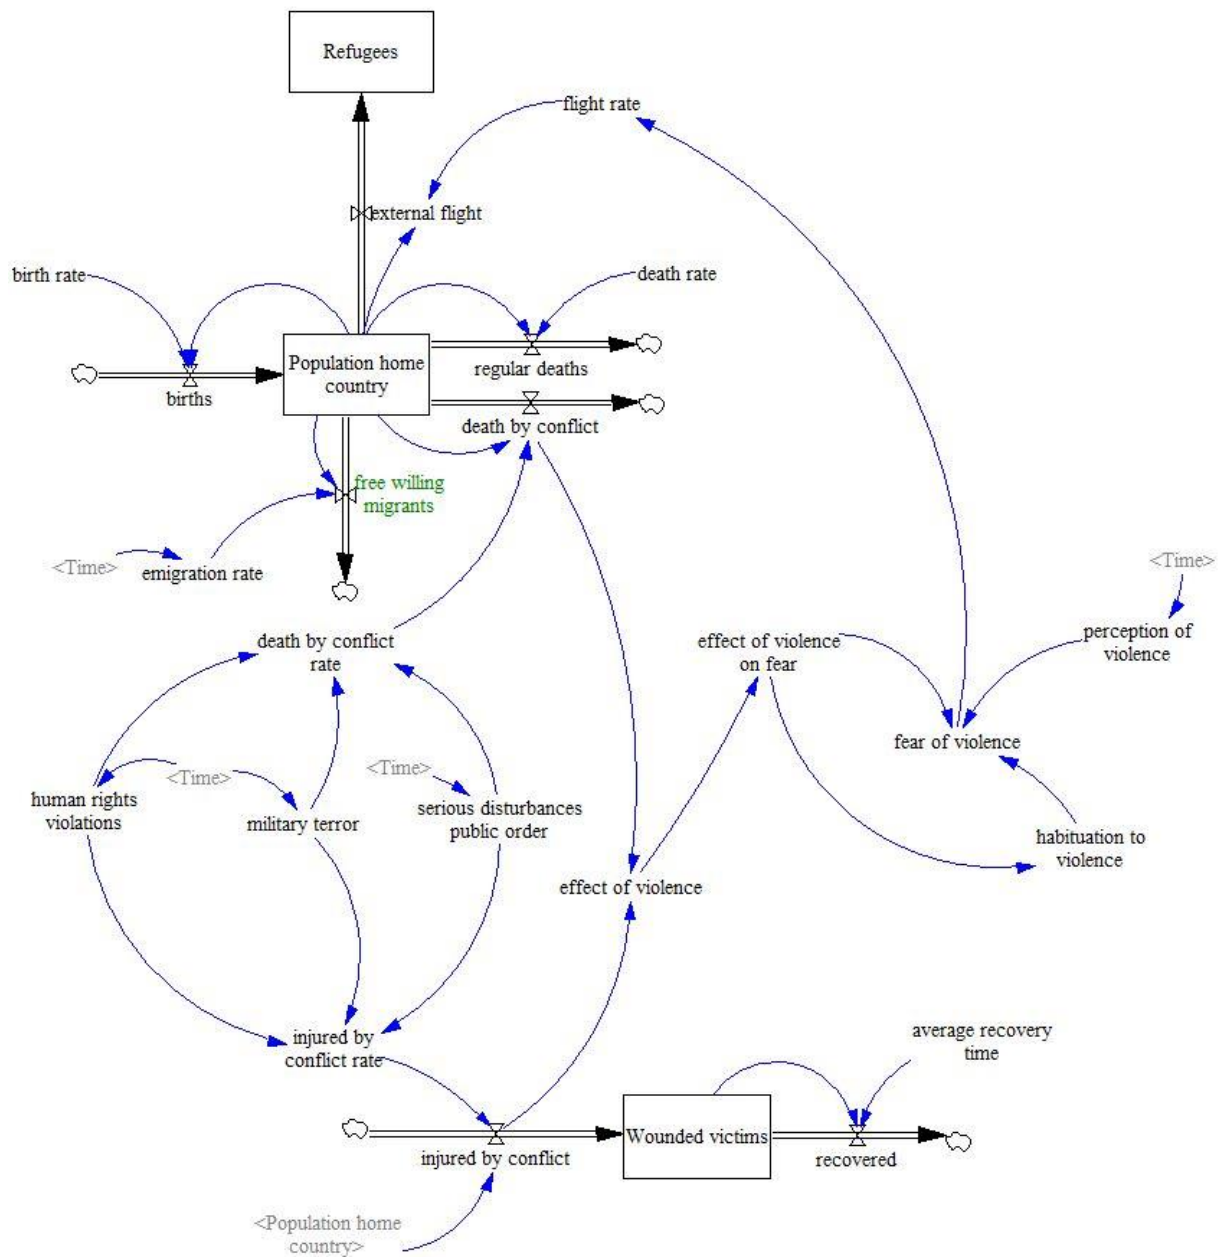 Refugees
flight rate
external flight
birth rate
death rate
Population home
country
regular deaths
births
death by conflict
free willing
migrants
<Time>
emigration rate
<Time>
death by conflict
rate
effect of violence
on fear
perception of
violence
fear of violence
<Time>
<Time>
human rights
violations
military terror
serious disturbances
public order
habituation to
violence
effect of violence
injured by
conflict rate
average recovery
time
Wounded victims
injured by conflict
recovered
<Population home
country>